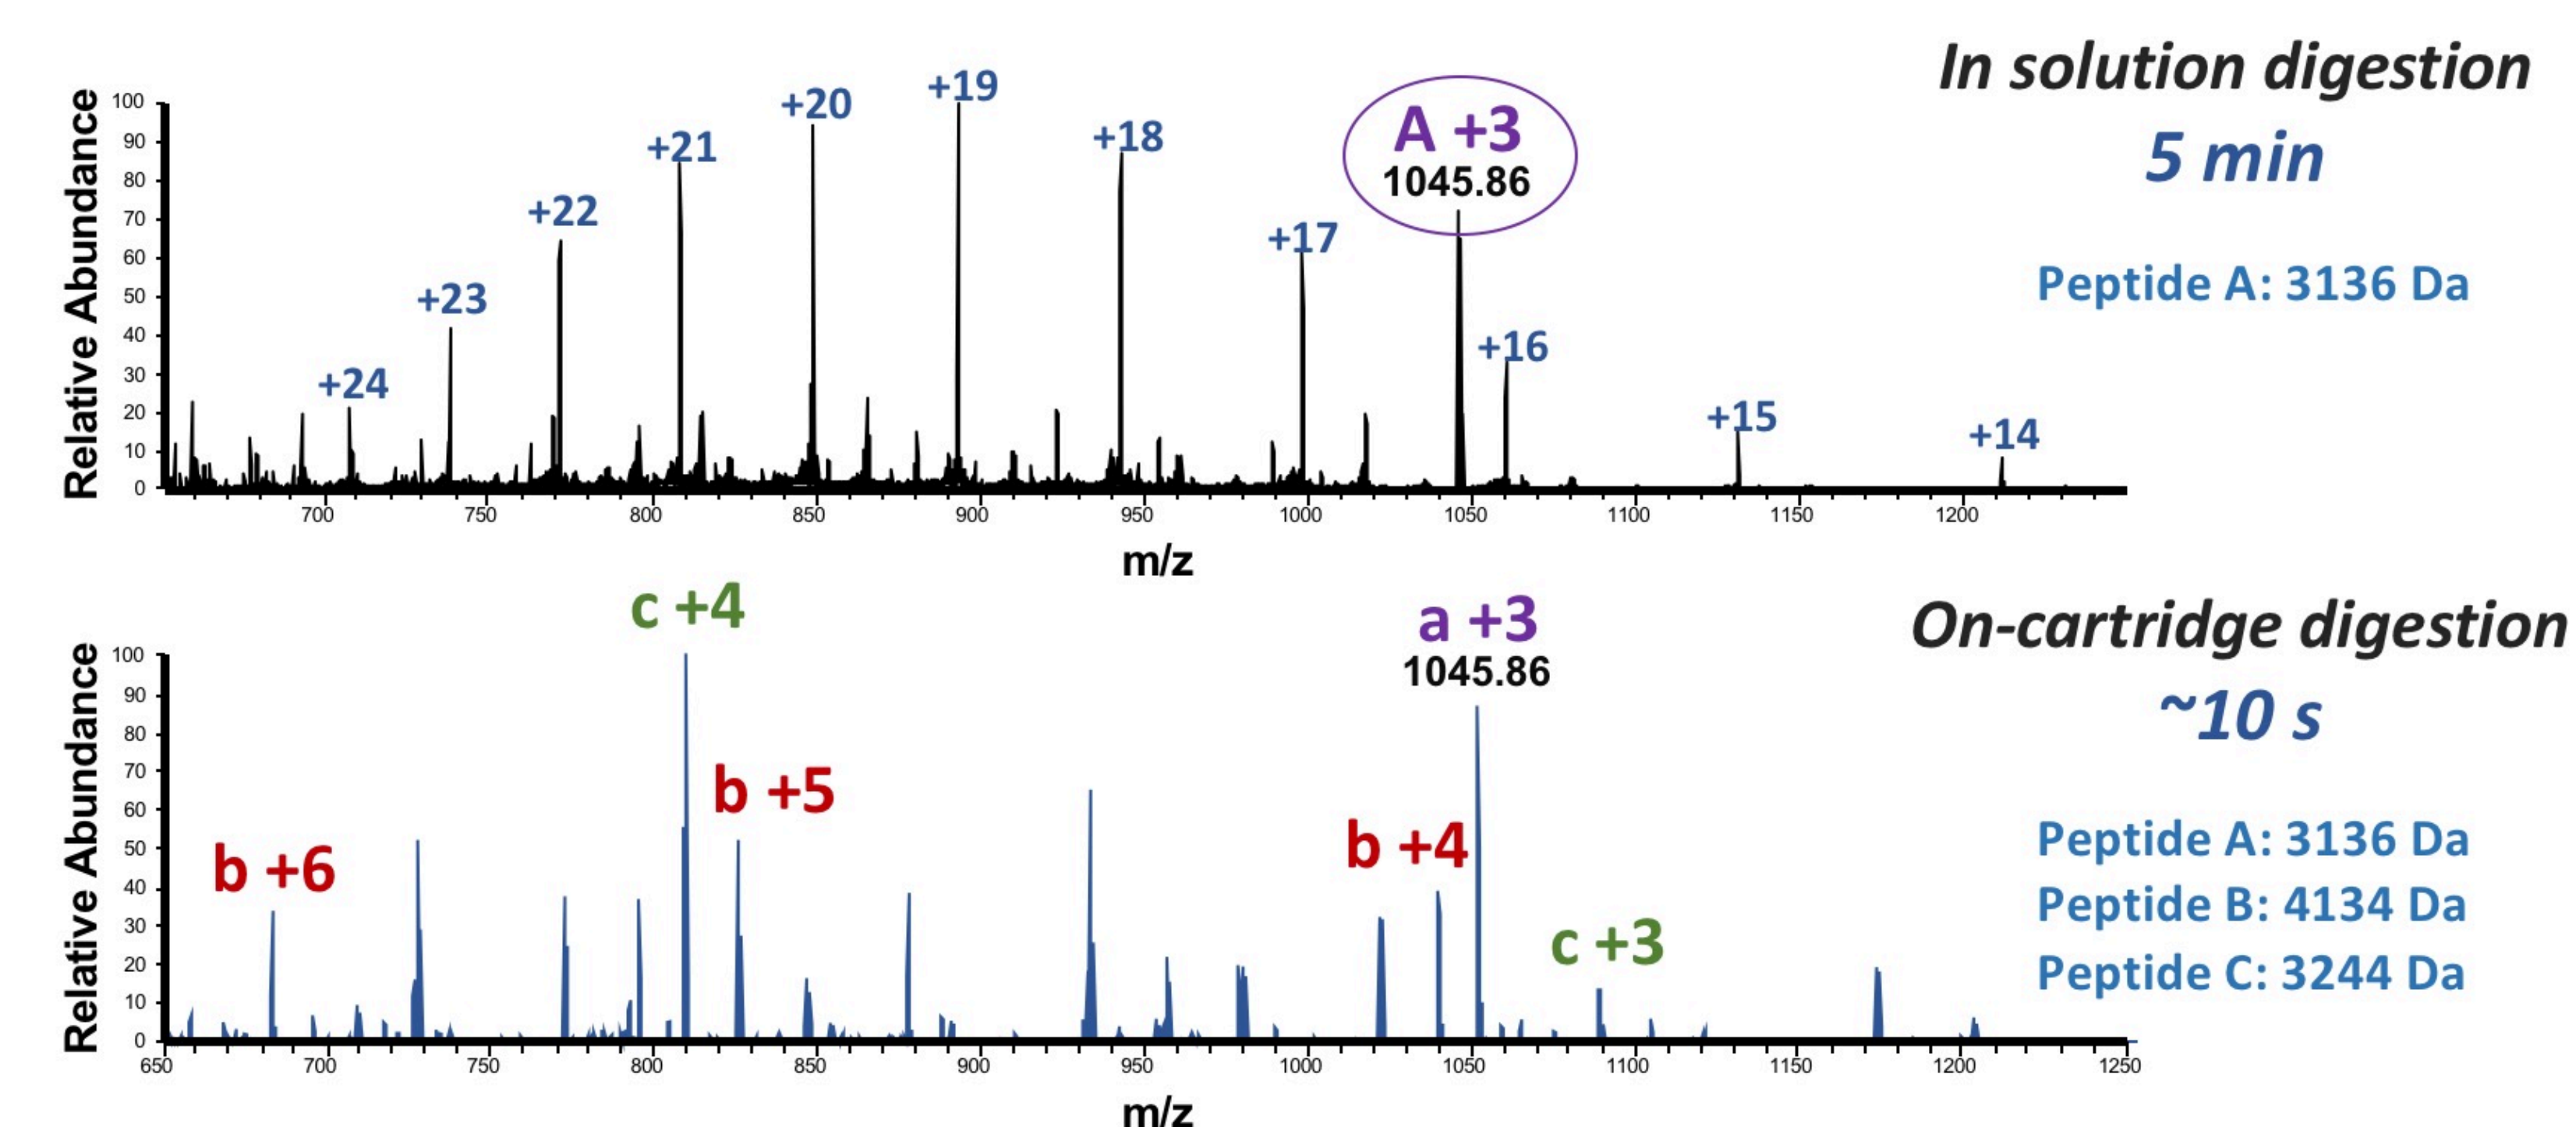 In solution digestion
5 min
Peptide A: 3136 Da
Relative Abundance
100
90
80
70
60
50
40
30
20
10
0
+24
+23
+22
+21
+20
+19
+18
+17
A +3
1045.86
+16
+15
+14
700 750 800 850 900 950 1000 1050 1100 1150 1200
m/z
On-cartridge digestion
~10 s
Peptide A: 3136 Da
Peptide B: 4134 Da
Peptide C: 3244 Da
Relative Abundance
100
90
80
70
60
50
40
30
20
10
0
b +6
c +4
b +5
b +4
a +3
1045.86
c +3
650 700 750 800 850 900 950 1000 1050 1100 1150 1200 1250
m/z